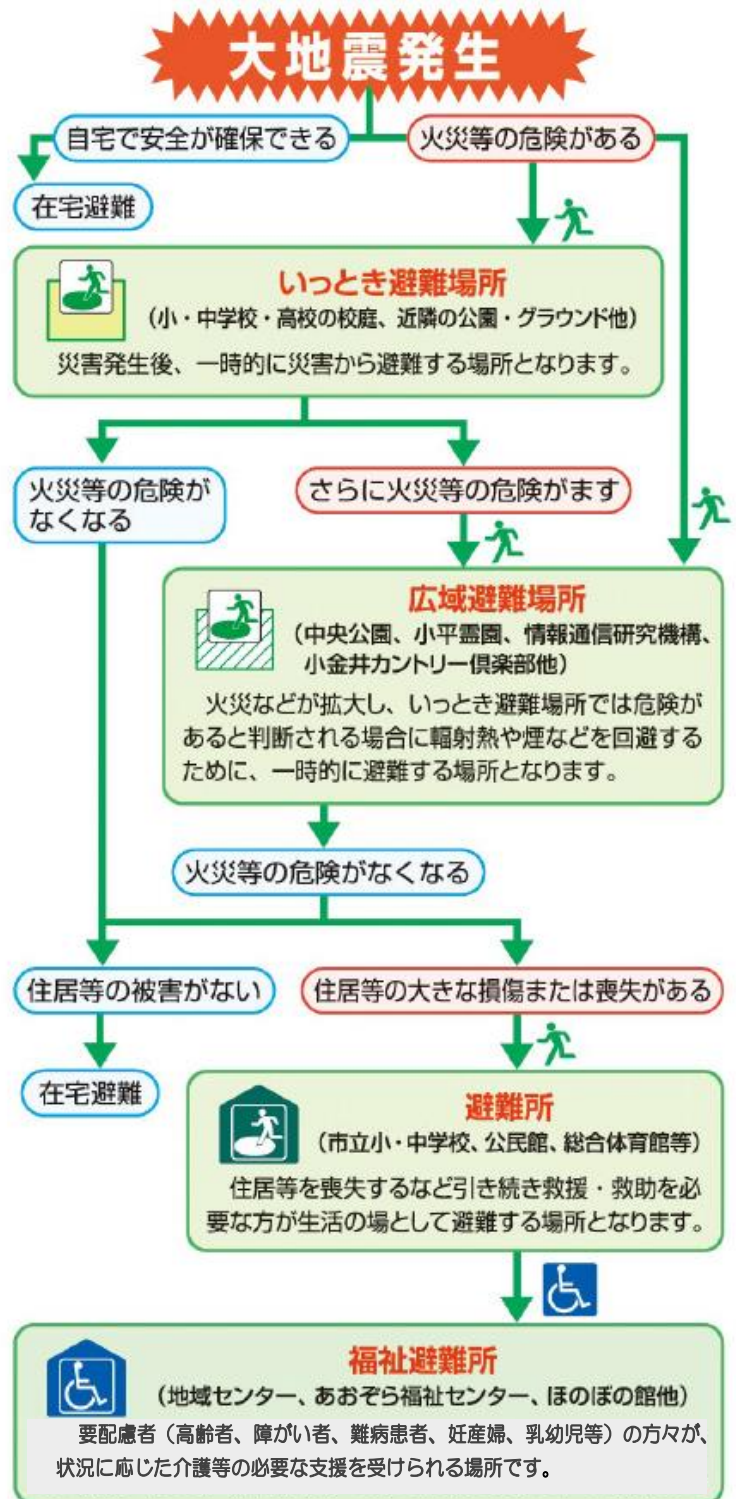 大地震発生
自宅で安全が確保できる
火災等の危険がある
在宅避難
いっとき避難場所
（小・中学校・高校の校庭、近隣の公園・グラウンド他）
災害発生後、一時的に災害から避難する場所となります。
火災等の危険が
なくなる
さらに火災等の危険がます
広域避難場所
（中央公園、小平霊園、情報通信研究機構、
小金井カントリー倶楽部他）
火災などが拡大し、いっとき避難場所では危険が
あると判断される場合に輻射熱や煙などを回避する
ために、一時的に避難する場所となります。
火災等の危険がなくなる
住居等の被害がない
住居等の大きな損傷または喪失がある
在宅避難
避難所
（市立小・中学校、公民館、総合体育館等）
住居等を喪失するなど引き続き救援・救助を必
要な方が生活の場として避難する場所となります。
福祉避難所
（地域センター、あおぞら福祉センター、ほのぼの館他）
要配慮者（高齢者、障がい者、難病患者、妊産婦、乳幼児等）の方々が、
状況に応じた介護等の必要な支援を受けられる場所です。